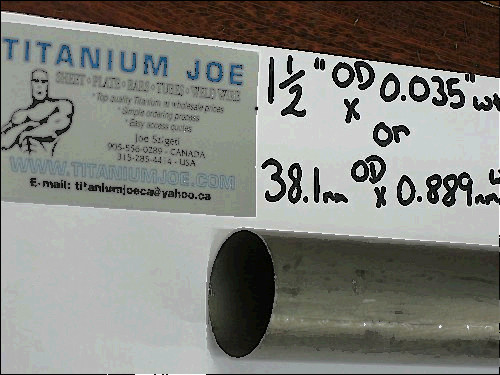 TITANIUM JOE
SHEET • PLATE • BARS • TUBES • WELD WIRE
* Top quality Titanium at wholesale prices
* Simple ordering process
* Easy access quotes
Joe Szigeti
905-556-0289 - CANADA
315-285-4414 - USA
WWW.TITANIUMJOE.COM
E-mail: titaniumjoeca@yahoo.ca
1 1/2 " OD x 0.035"
or
38.1mm OD x 0.889mm